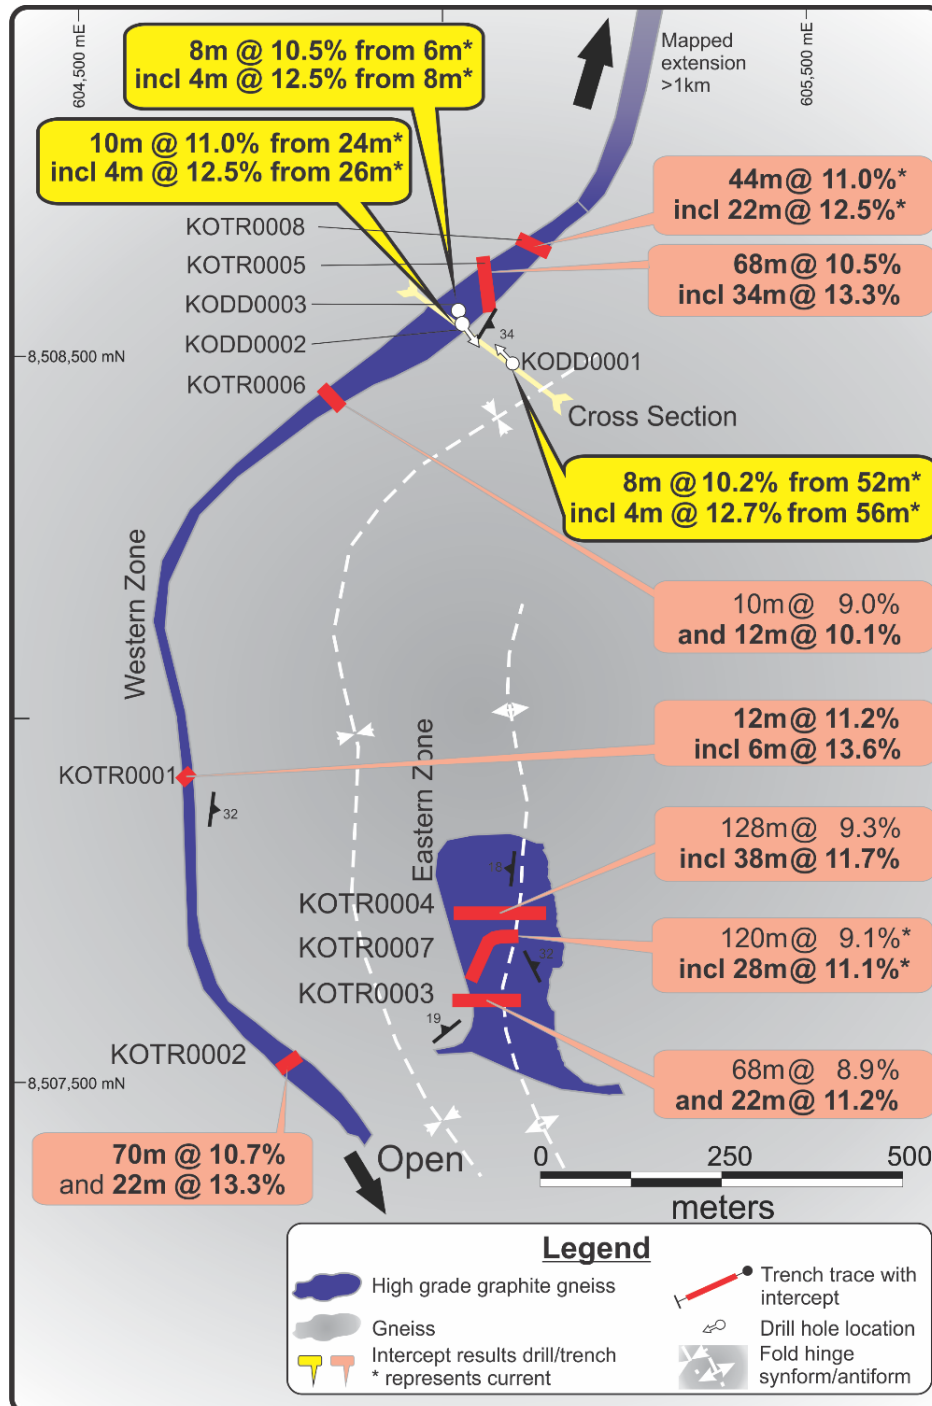 604,500 mE
605,500 mE
8m @ 10.5% from 6m*
incl 4m @ 12.5% from 8m*
Mapped
extension
>1km
10m @ 11.0% from 24m*
incl 4m @ 12.5% from 26m*
44m@ 11.0%*
incl 22m@ 12.5%*
KOTR0008
KOTR0005
68m@ 10.5%
incl 34m@ 13.3%
KODD0003
KODD0002
34
8,508,500 mN
KODD0001
KOTR0006
Cross Section
8m @ 10.2% from 52m*
incl 4m @ 12.7% from 56m*
Western Zone
10m@ 9.0%
and 12m@ 10.1%
12m@ 11.2%
incl 6m@ 13.6%
KOTR0001
32
Eastern Zone
128m@ 9.3%
incl 38m@ 11.7%
18
KOTR0004
KOTR0007
120m@ 9.1%*
incl 28m@ 11.1%*
32
KOTR0003
19
KOTR0002
68m@ 8.9%
and 22m@ 11.2%
8,507,500 mN
70m @ 10.7%
and 22m @ 13.3%
Open
0 250 500
meters
Legend
High grade graphite gneiss
Trench trace with
intercept
Gneiss
Drill hole location
Intercept results drill/trench
* represents current
Fold hinge
synform/antiform